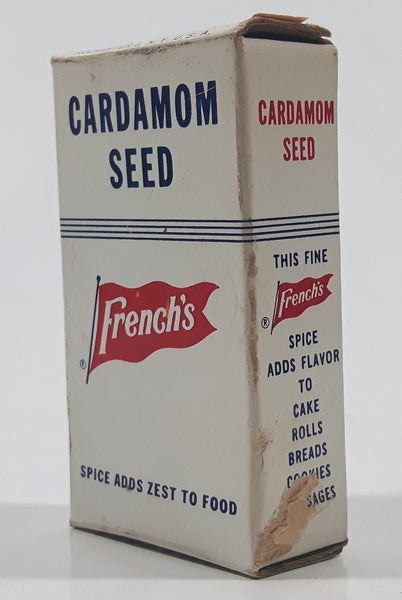 U.S.A.
CARDAMOM
SEED
French's
®
SPICE ADDS ZEST TO FOOD
CARDAMOM
SEED
THIS FINE
French's
®
SPICE
ADDS FLAVOR
TO
CAKE
ROLLS
BREADS